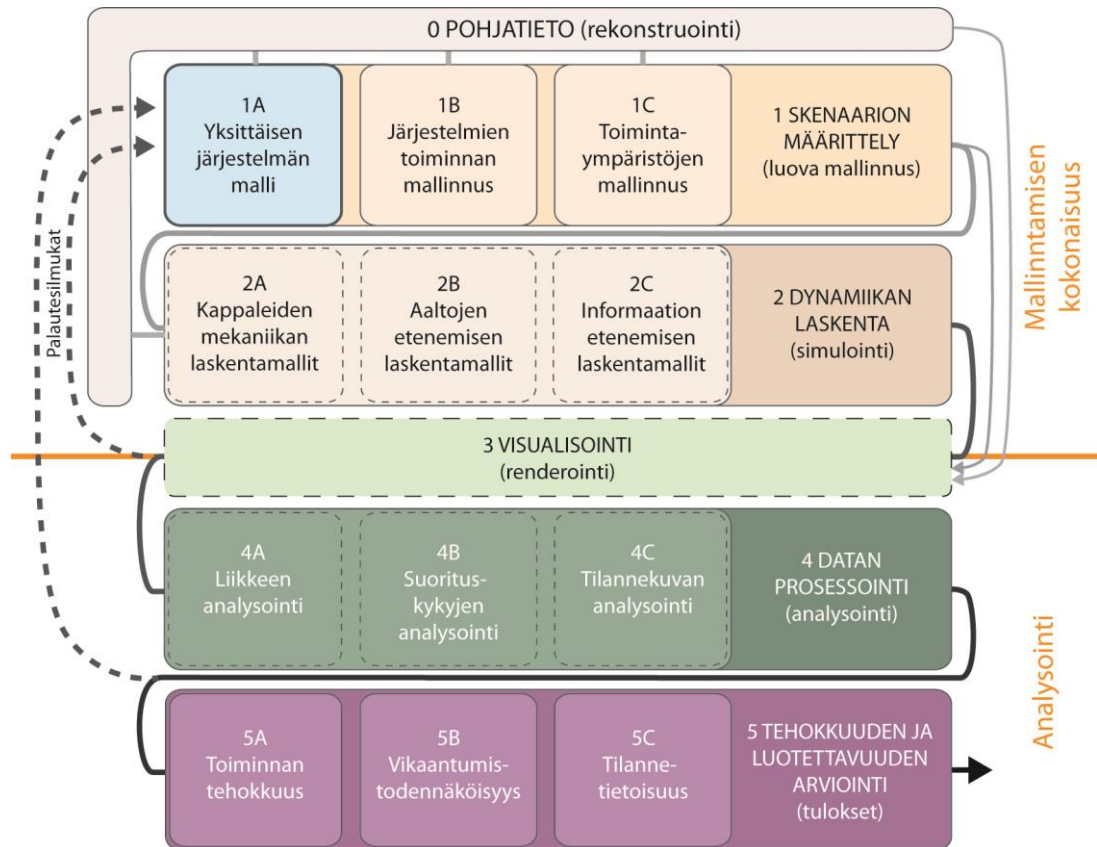 0 POHJATIETO (rekonstruointi)
1A
Yksittäisen
järjestelmän
malli
1B
Järjestelmien
toiminnan
mallinnus
1C
Toiminta-
ympäristöjen
mallinnus
1 SKENAARION
MÄÄRITTELY
(luova mallinnus)
Palautesilmukat
2A
Kappaleiden
mekaniikan
laskentamallit
2B
Aaltojen
etenemisen
laskentamallit
2C
Informaation
etenemisen
laskentamallit
2 DYNAMIIKAN
LASKENTA
(simulointi)
Mallinntamisen
kokonaisuus
3 VISUALISOINTI
(renderöinti)
4A
Liikkeen
analysointi
4B
Suoritus-
kykyjen
analysointi
4C
Tilannekuvan
analysointi
4 DATAN
PROSESSOINTI
(analysointi)
Analysointi
5A
Toiminnan
tehokkuus
5B
Vikaantumis-
todennäköisyys
5C
Tilanne-
tietoisuus
5 TEHOKKUUDEN JA
LUOTETTAVUUDEN
ARVIOINTI
(tulokset)